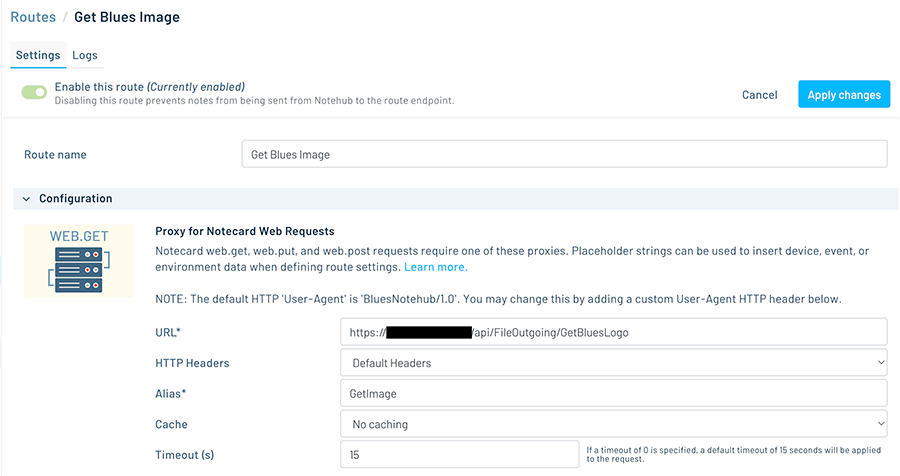 Routes / Get Blues Image
Settings Logs
Enable this route (Currently enabled)
Disabling this route prevents notes from being sent from Notehub to the route endpoint.
Cancel Apply changes
Route name Get Blues Image
Configuration
WEB.GET
Proxy for Notecard Web Requests
Notecard web.get, web.put, and web.post requests require one of these proxies. Placeholder strings can be used to insert device, event, or
environment data when defining route settings. Learn more.
NOTE: The default HTTP 'User-Agent' is 'BluesNotehub/1.0'. You may change this by adding a custom User-Agent HTTP header below.
URL* https:// /api/FileOutgoing/GetBluesLogo
HTTP Headers Default Headers
Alias* GetImage
Cache No caching
Timeout (s) 15 If a timeout of 0 is specified, a default timeout of 15 seconds will be applied
to the request.